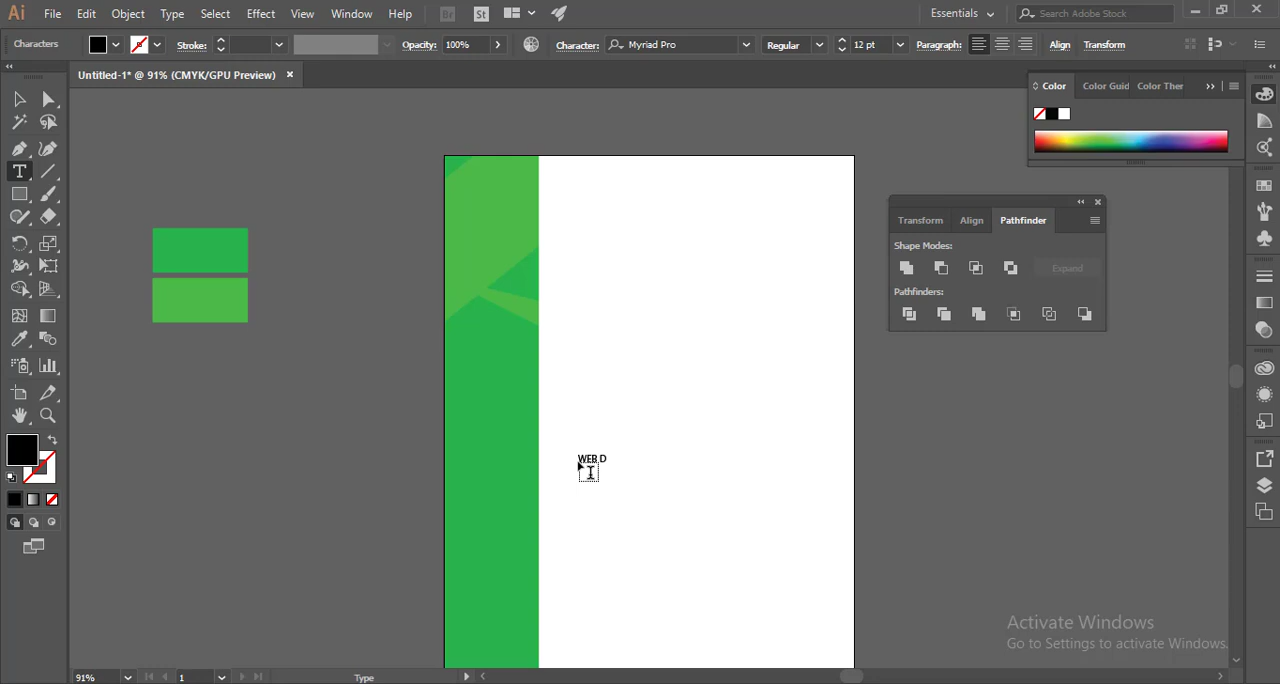 Ai File Edit Object Type Select Effect View Window Help Br St Essentials Search Adobe Stock
Characters Stroke: Opacity: 100% Character: Myriad Pro Regular 12 pt Paragraph: Align Transform
Untitled-1* @ 91% (CMYK/GPU Preview)
Color Color Guid Color Ther
Transform Align Pathfinder
Shape Modes:
Expand
Pathfinders:
WEB D
Activate Windows
Go to Settings to activate Windows.
91% 1 Type